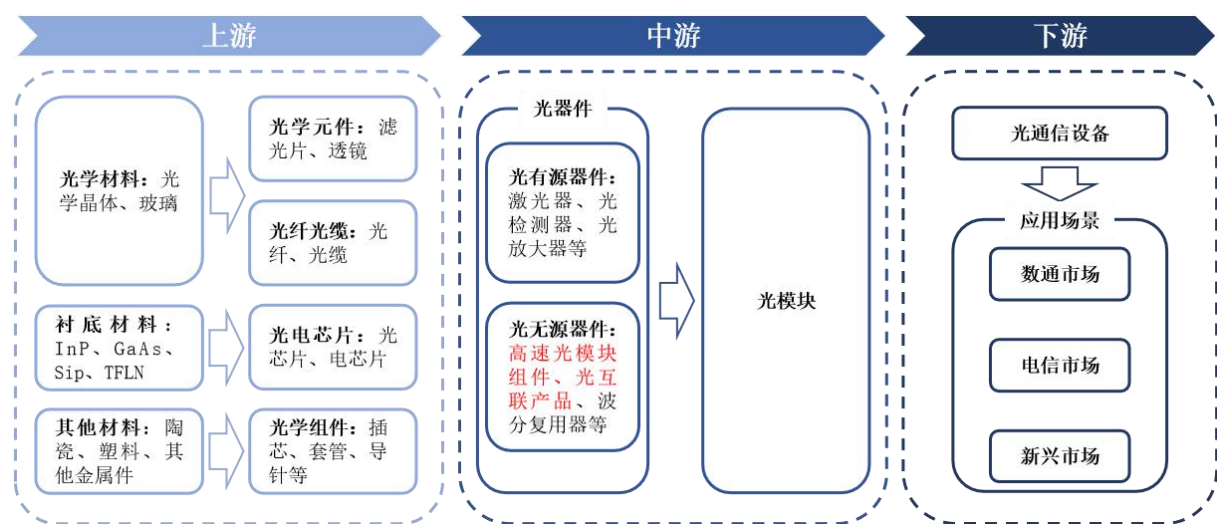 上游
中游
下游
光学材料：光
学晶体、玻璃
光学元件：滤
光片、透镜
光纤光缆：光
纤、光缆
衬底材料：
InP、GaAs、
Sip、TFLN
光电芯片：光
芯片、电芯片
其他材料：陶
瓷、塑料、其
他金属件
光学组件：插
芯、套管、导
针等
光器件
光有源器件：
激光器、光
检测器、光
放大器等
光无源器件：
高速光模块
组件、光互
联产品、波
分复用器等
光模块
光通信设备
应用场景
数通市场
电信市场
新兴市场